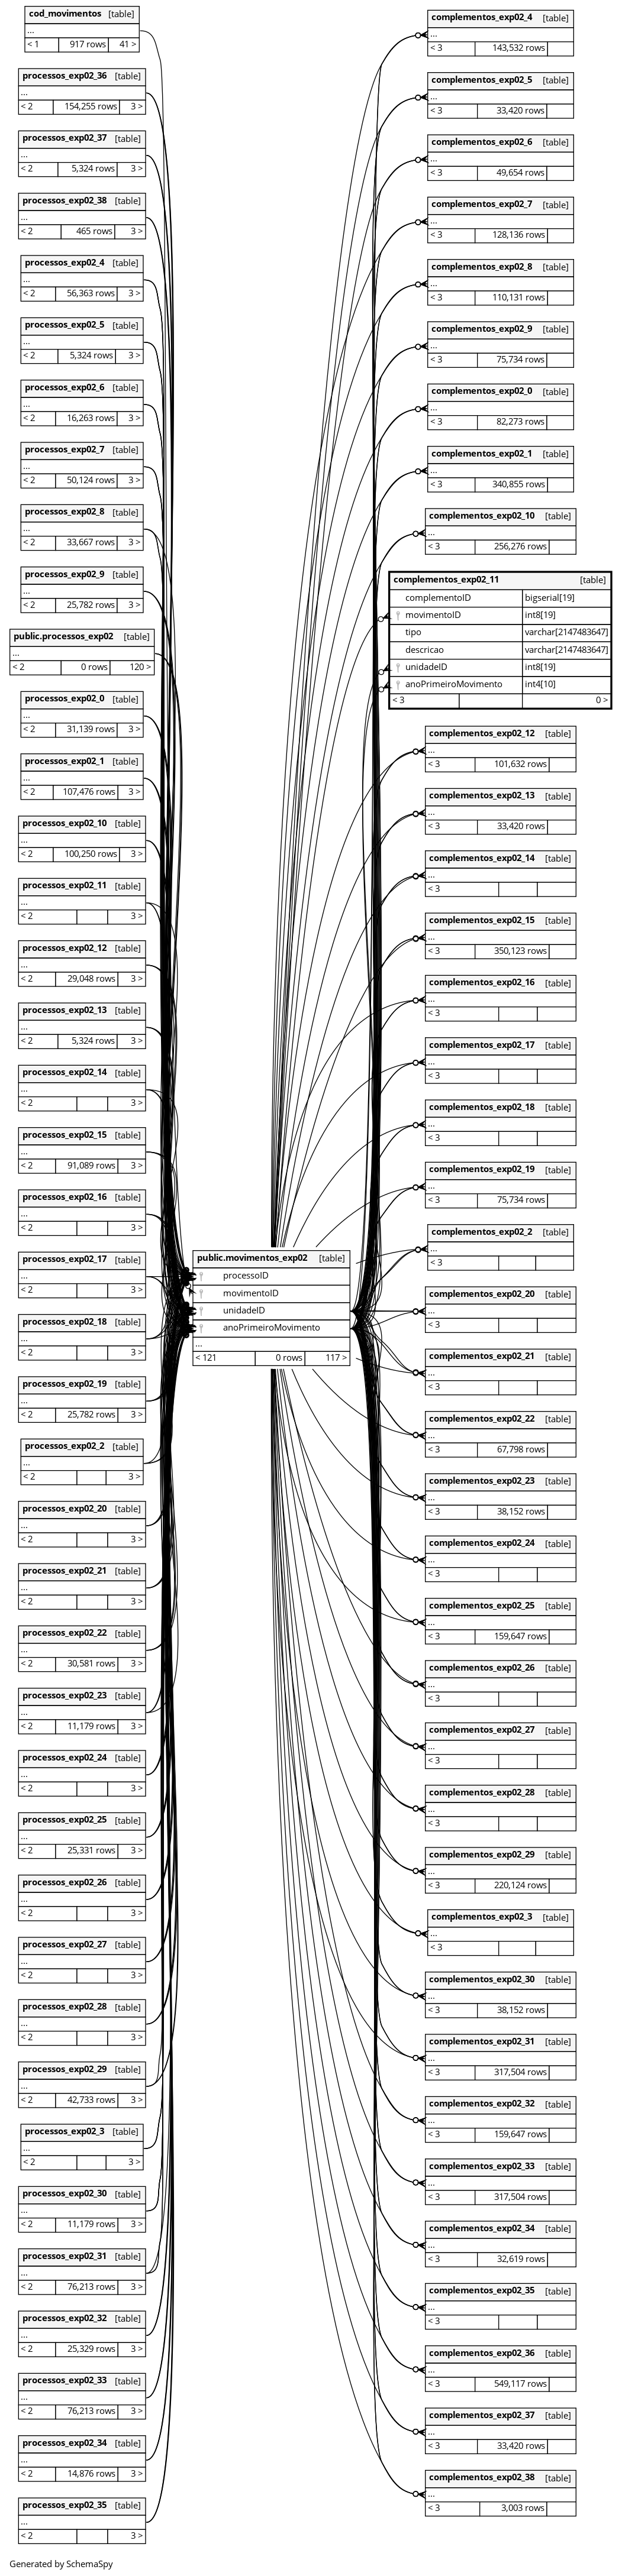 cod_movimentos [table]
...
< 1 917 rows 41 >
processos_exp02_36 [table]
...
< 2 154,255 rows 3 >
processos_exp02_37 [table]
...
< 2 5,324 rows 3 >
processos_exp02_38 [table]
...
< 2 465 rows 3 >
processos_exp02_4 [table]
...
< 2 56,363 rows 3 >
processos_exp02_5 [table]
...
< 2 5,324 rows 3 >
processos_exp02_6 [table]
...
< 2 16,263 rows 3 >
processos_exp02_7 [table]
...
< 2 50,124 rows 3 >
processos_exp02_8 [table]
...
< 2 33,667 rows 3 >
processos_exp02_9 [table]
...
< 2 25,782 rows 3 >
public.processos_exp02 [table]
...
< 2 0 rows 120 >
processos_exp02_0 [table]
...
< 2 31,139 rows 3 >
processos_exp02_1 [table]
...
< 2 107,476 rows 3 >
processos_exp02_10 [table]
...
< 2 100,250 rows 3 >
processos_exp02_11 [table]
...
< 2 3 >
processos_exp02_12 [table]
...
< 2 29,048 rows 3 >
processos_exp02_13 [table]
...
< 2 5,324 rows 3 >
processos_exp02_14 [table]
...
< 2 3 >
processos_exp02_15 [table]
...
< 2 91,089 rows 3 >
processos_exp02_16 [table]
...
< 2 3 >
processos_exp02_17 [table]
...
< 2 3 >
processos_exp02_18 [table]
...
< 2 3 >
processos_exp02_19 [table]
...
< 2 25,782 rows 3 >
processos_exp02_2 [table]
...
< 2 3 >
processos_exp02_20 [table]
...
< 2 3 >
processos_exp02_21 [table]
...
< 2 3 >
processos_exp02_22 [table]
...
< 2 30,581 rows 3 >
processos_exp02_23 [table]
...
< 2 11,179 rows 3 >
processos_exp02_24 [table]
...
< 2 3 >
processos_exp02_25 [table]
...
< 2 25,331 rows 3 >
processos_exp02_26 [table]
...
< 2 3 >
processos_exp02_27 [table]
...
< 2 3 >
processos_exp02_28 [table]
...
< 2 3 >
processos_exp02_29 [table]
...
< 2 42,733 rows 3 >
processos_exp02_3 [table]
...
< 2 3 >
processos_exp02_30 [table]
...
< 2 11,179 rows 3 >
processos_exp02_31 [table]
...
< 2 76,213 rows 3 >
processos_exp02_32 [table]
...
< 2 25,329 rows 3 >
processos_exp02_33 [table]
...
< 2 76,213 rows 3 >
processos_exp02_34 [table]
...
< 2 14,876 rows 3 >
processos_exp02_35 [table]
...
< 2 3 >
public.movimentos_exp02 [table]
processoID
movimentoID
unidadeID
anoPrimeiroMovimento
...
< 121 0 rows 117 >
complementos_exp02_4 [table]
...
< 3 143,532 rows
complementos_exp02_5 [table]
...
< 3 33,420 rows
complementos_exp02_6 [table]
...
< 3 49,654 rows
complementos_exp02_7 [table]
...
< 3 128,136 rows
complementos_exp02_8 [table]
...
< 3 110,131 rows
complementos_exp02_9 [table]
...
< 3 75,734 rows
complementos_exp02_0 [table]
...
< 3 82,273 rows
complementos_exp02_1 [table]
...
< 3 340,855 rows
complementos_exp02_10 [table]
...
< 3 256,276 rows
complementos_exp02_11 [table]
complementoID bigserial[19]
movimentoID int8[19]
tipo varchar[2147483647]
descricao varchar[2147483647]
unidadeID int8[19]
anoPrimeiroMovimento int4[10]
< 3 0 >
complementos_exp02_12 [table]
...
< 3 101,632 rows
complementos_exp02_13 [table]
...
< 3 33,420 rows
complementos_exp02_14 [table]
...
< 3
complementos_exp02_15 [table]
...
< 3 350,123 rows
complementos_exp02_16 [table]
...
< 3
complementos_exp02_17 [table]
...
< 3
complementos_exp02_18 [table]
...
< 3
complementos_exp02_19 [table]
...
< 3 75,734 rows
complementos_exp02_2 [table]
...
< 3
complementos_exp02_20 [table]
...
< 3
complementos_exp02_21 [table]
...
< 3
complementos_exp02_22 [table]
...
< 3 67,798 rows
complementos_exp02_23 [table]
...
< 3 38,152 rows
complementos_exp02_24 [table]
...
< 3
complementos_exp02_25 [table]
...
< 3 159,647 rows
complementos_exp02_26 [table]
...
< 3
complementos_exp02_27 [table]
...
< 3
complementos_exp02_28 [table]
...
< 3
complementos_exp02_29 [table]
...
< 3 220,124 rows
complementos_exp02_3 [table]
...
< 3
complementos_exp02_30 [table]
...
< 3 38,152 rows
complementos_exp02_31 [table]
...
< 3 317,504 rows
complementos_exp02_32 [table]
...
< 3 159,647 rows
complementos_exp02_33 [table]
...
< 3 317,504 rows
complementos_exp02_34 [table]
...
< 3 32,619 rows
complementos_exp02_35 [table]
...
< 3
complementos_exp02_36 [table]
...
< 3 549,117 rows
complementos_exp02_37 [table]
...
< 3 33,420 rows
complementos_exp02_38 [table]
...
< 3 3,003 rows
Generated by SchemaSpy